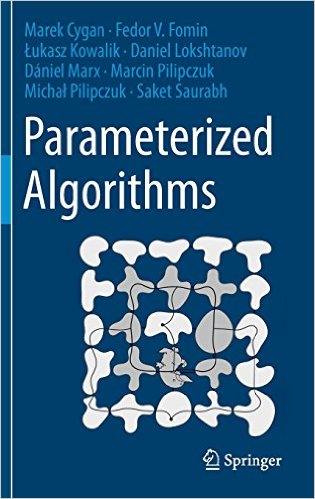 Marek Cygan · Fedor V. Fomin
Łukasz Kowalik · Daniel Lokshtanov
Dániel Marx · Marcin Pilipczuk
Michał Pilipczuk · Saket Saurabh
Parameterized
Algorithms
Springer